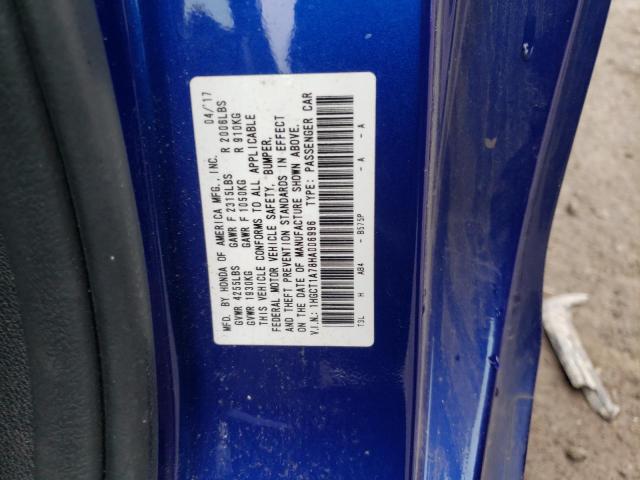 MFD. BY HONDA OF AMERICA MFG., INC. 04/17
GVWR 4255LBS GAWR F 2315LBS R 2006LBS
GVWR 1930KG GAWR F 1050KG R 910KG
THIS VEHICLE CONFORMS TO ALL APPLICABLE
FEDERAL MOTOR VEHICLE SAFETY, BUMPER,
AND THEFT PREVENTION STANDARDS IN EFFECT
ON THE DATE OF MANUFACTURE SHOWN ABOVE.
V.I.N.: 1HGCT1A78HA006996 TYPE: PASSENGER CAR
T3L H AB4 B575P - A - A